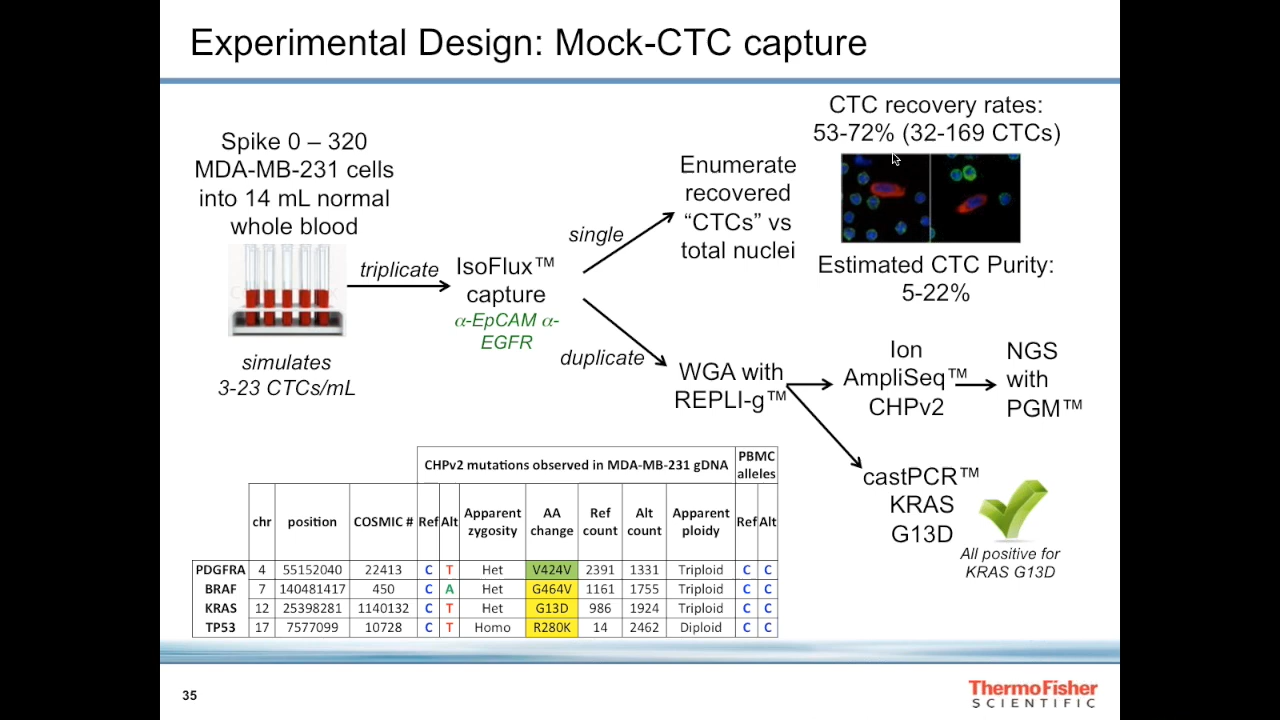 Experimental Design: Mock-CTC capture
Spike 0 – 320
MDA-MB-231 cells
into 14 mL normal
whole blood
simulates
3-23 CTCs/mL
triplicate
IsoFlux™
capture
α-EpCAM α-
EGFR
single
duplicate
Enumerate
recovered
“CTCs” vs
total nuclei
CTC recovery rates:
53-72% (32-169 CTCs)
Estimated CTC Purity:
5-22%
WGA with
REPLI-g™
Ion
AmpliSeq™
CHPv2
NGS
with
PGM™
castPCR™
KRAS
G13D
All positive for
KRAS G13D
CHPv2 mutations observed in MDA-MB-231 gDNA PBMC alleles
chr position COSMIC # Ref Alt Apparent zygosity AA change Ref count Alt count Apparent ploidy Ref Alt
PDGFRA 4 55152040 22413 C T Het V424V 2391 1331 Triploid C C
BRAF 7 140481417 450 C A Het G464V 1161 1755 Triploid C C
KRAS 12 25398281 1140132 C T Het G13D 986 1924 Triploid C C
TP53 17 7577099 10728 C T Homo R280K 14 2462 Diploid C C
35
ThermoFisher
SCIENTIFIC